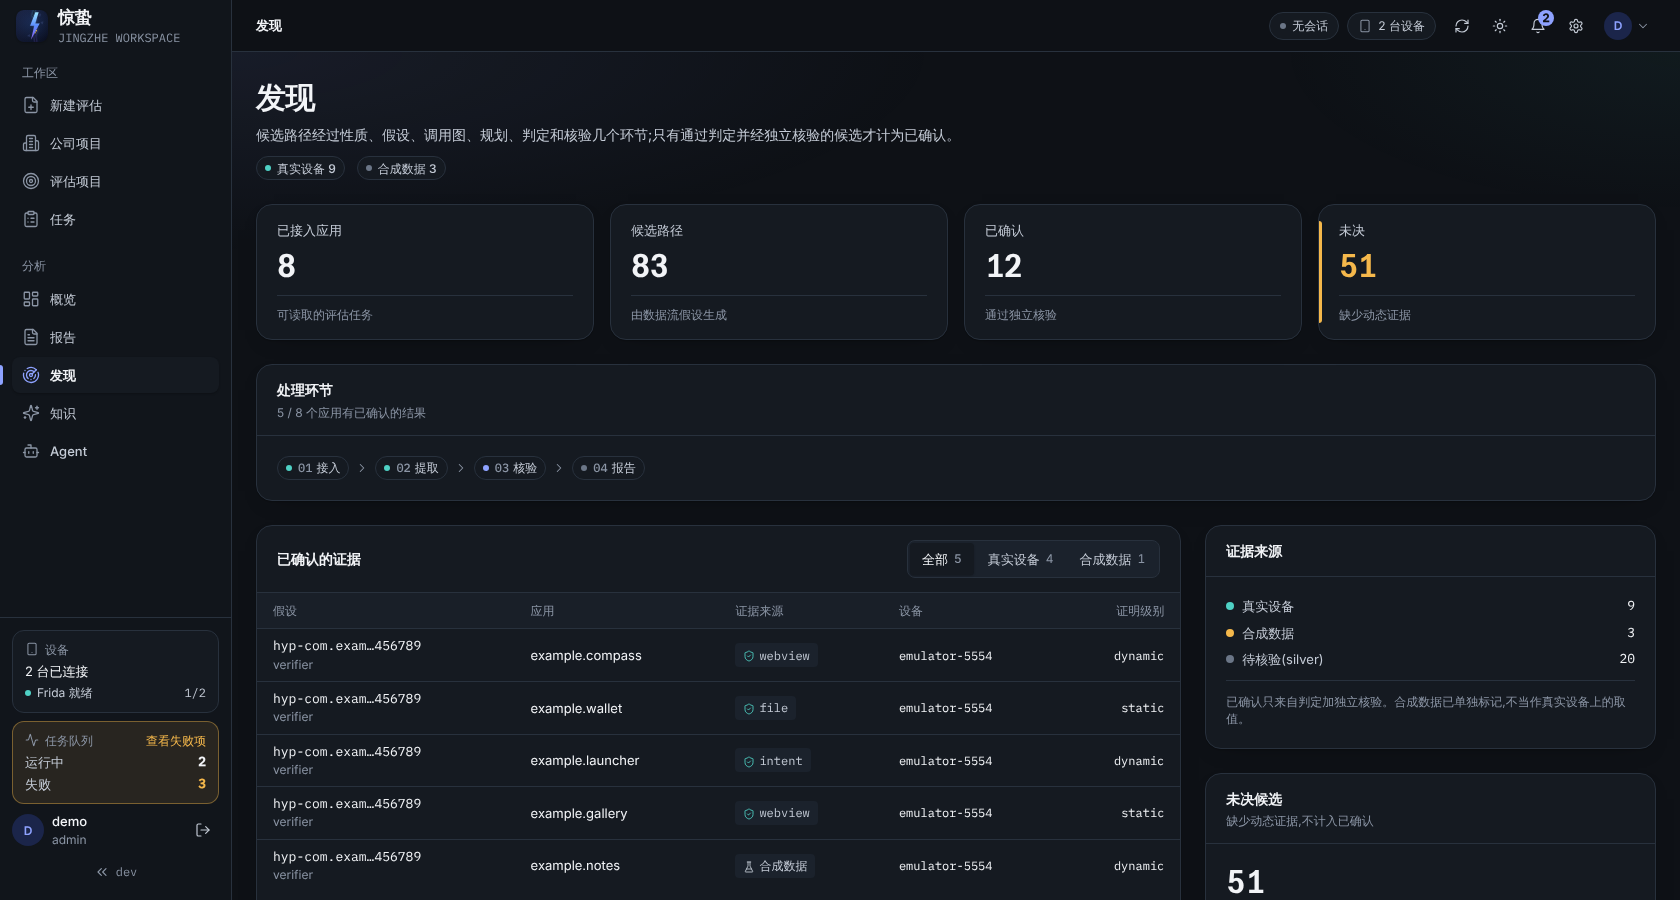 惊蛰
JINGZHE WORKSPACE
工作区
新建评估
公司项目
评估项目
任务
分析
概览
报告
发现
知识
Agent
设备
2 台已连接
Frida 就绪 1/2
任务队列 查看失败项
运行中 2
失败 3
D demo
admin
dev
发现
无会话 2 台设备 2 D
发现
候选路径经过性质、假设、调用图、规划、判定和核验几个环节;只有通过判定并经独立核验的候选才计为已确认。
真实设备 9 合成数据 3
已接入应用
8
可读取的评估任务
候选路径
83
由数据流假设生成
已确认
12
通过独立核验
未决
51
缺少动态证据
处理环节
5 / 8 个应用有已确认的结果
01 接入 02 提取 03 核验 04 报告
已确认的证据 全部 5 真实设备 4 合成数据 1
假设 应用 证据来源 设备 证明级别
hyp-com.exam…456789
verifier
example.compass webview emulator-5554 dynamic
hyp-com.exam…456789
verifier
example.wallet file emulator-5554 static
hyp-com.exam…456789
verifier
example.launcher intent emulator-5554 dynamic
hyp-com.exam…456789
verifier
example.gallery webview emulator-5554 static
hyp-com.exam…456789
verifier
example.notes 合成数据 emulator-5554 dynamic
证据来源
真实设备 9
合成数据 3
待核验(silver) 20
已确认只来自判定加独立核验。合成数据已单独标记,不当作真实设备上的取
值。
未决候选
缺少动态证据,不计入已确认
51